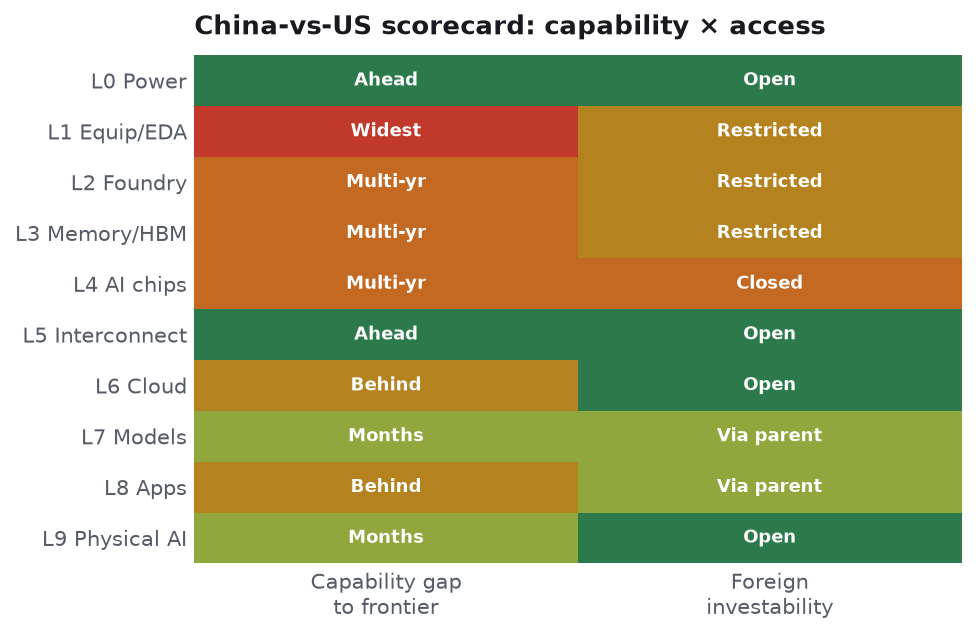 China-vs-US scorecard: capability × access
L0 Power Ahead Open
L1 Equip/EDA Widest Restricted
L2 Foundry Multi-yr Restricted
L3 Memory/HBM Multi-yr Restricted
L4 AI chips Multi-yr Closed
L5 Interconnect Ahead Open
L6 Cloud Behind Open
L7 Models Months Via parent
L8 Apps Behind Via parent
L9 Physical AI Months Open
Capability gap
to frontier
Foreign
investability